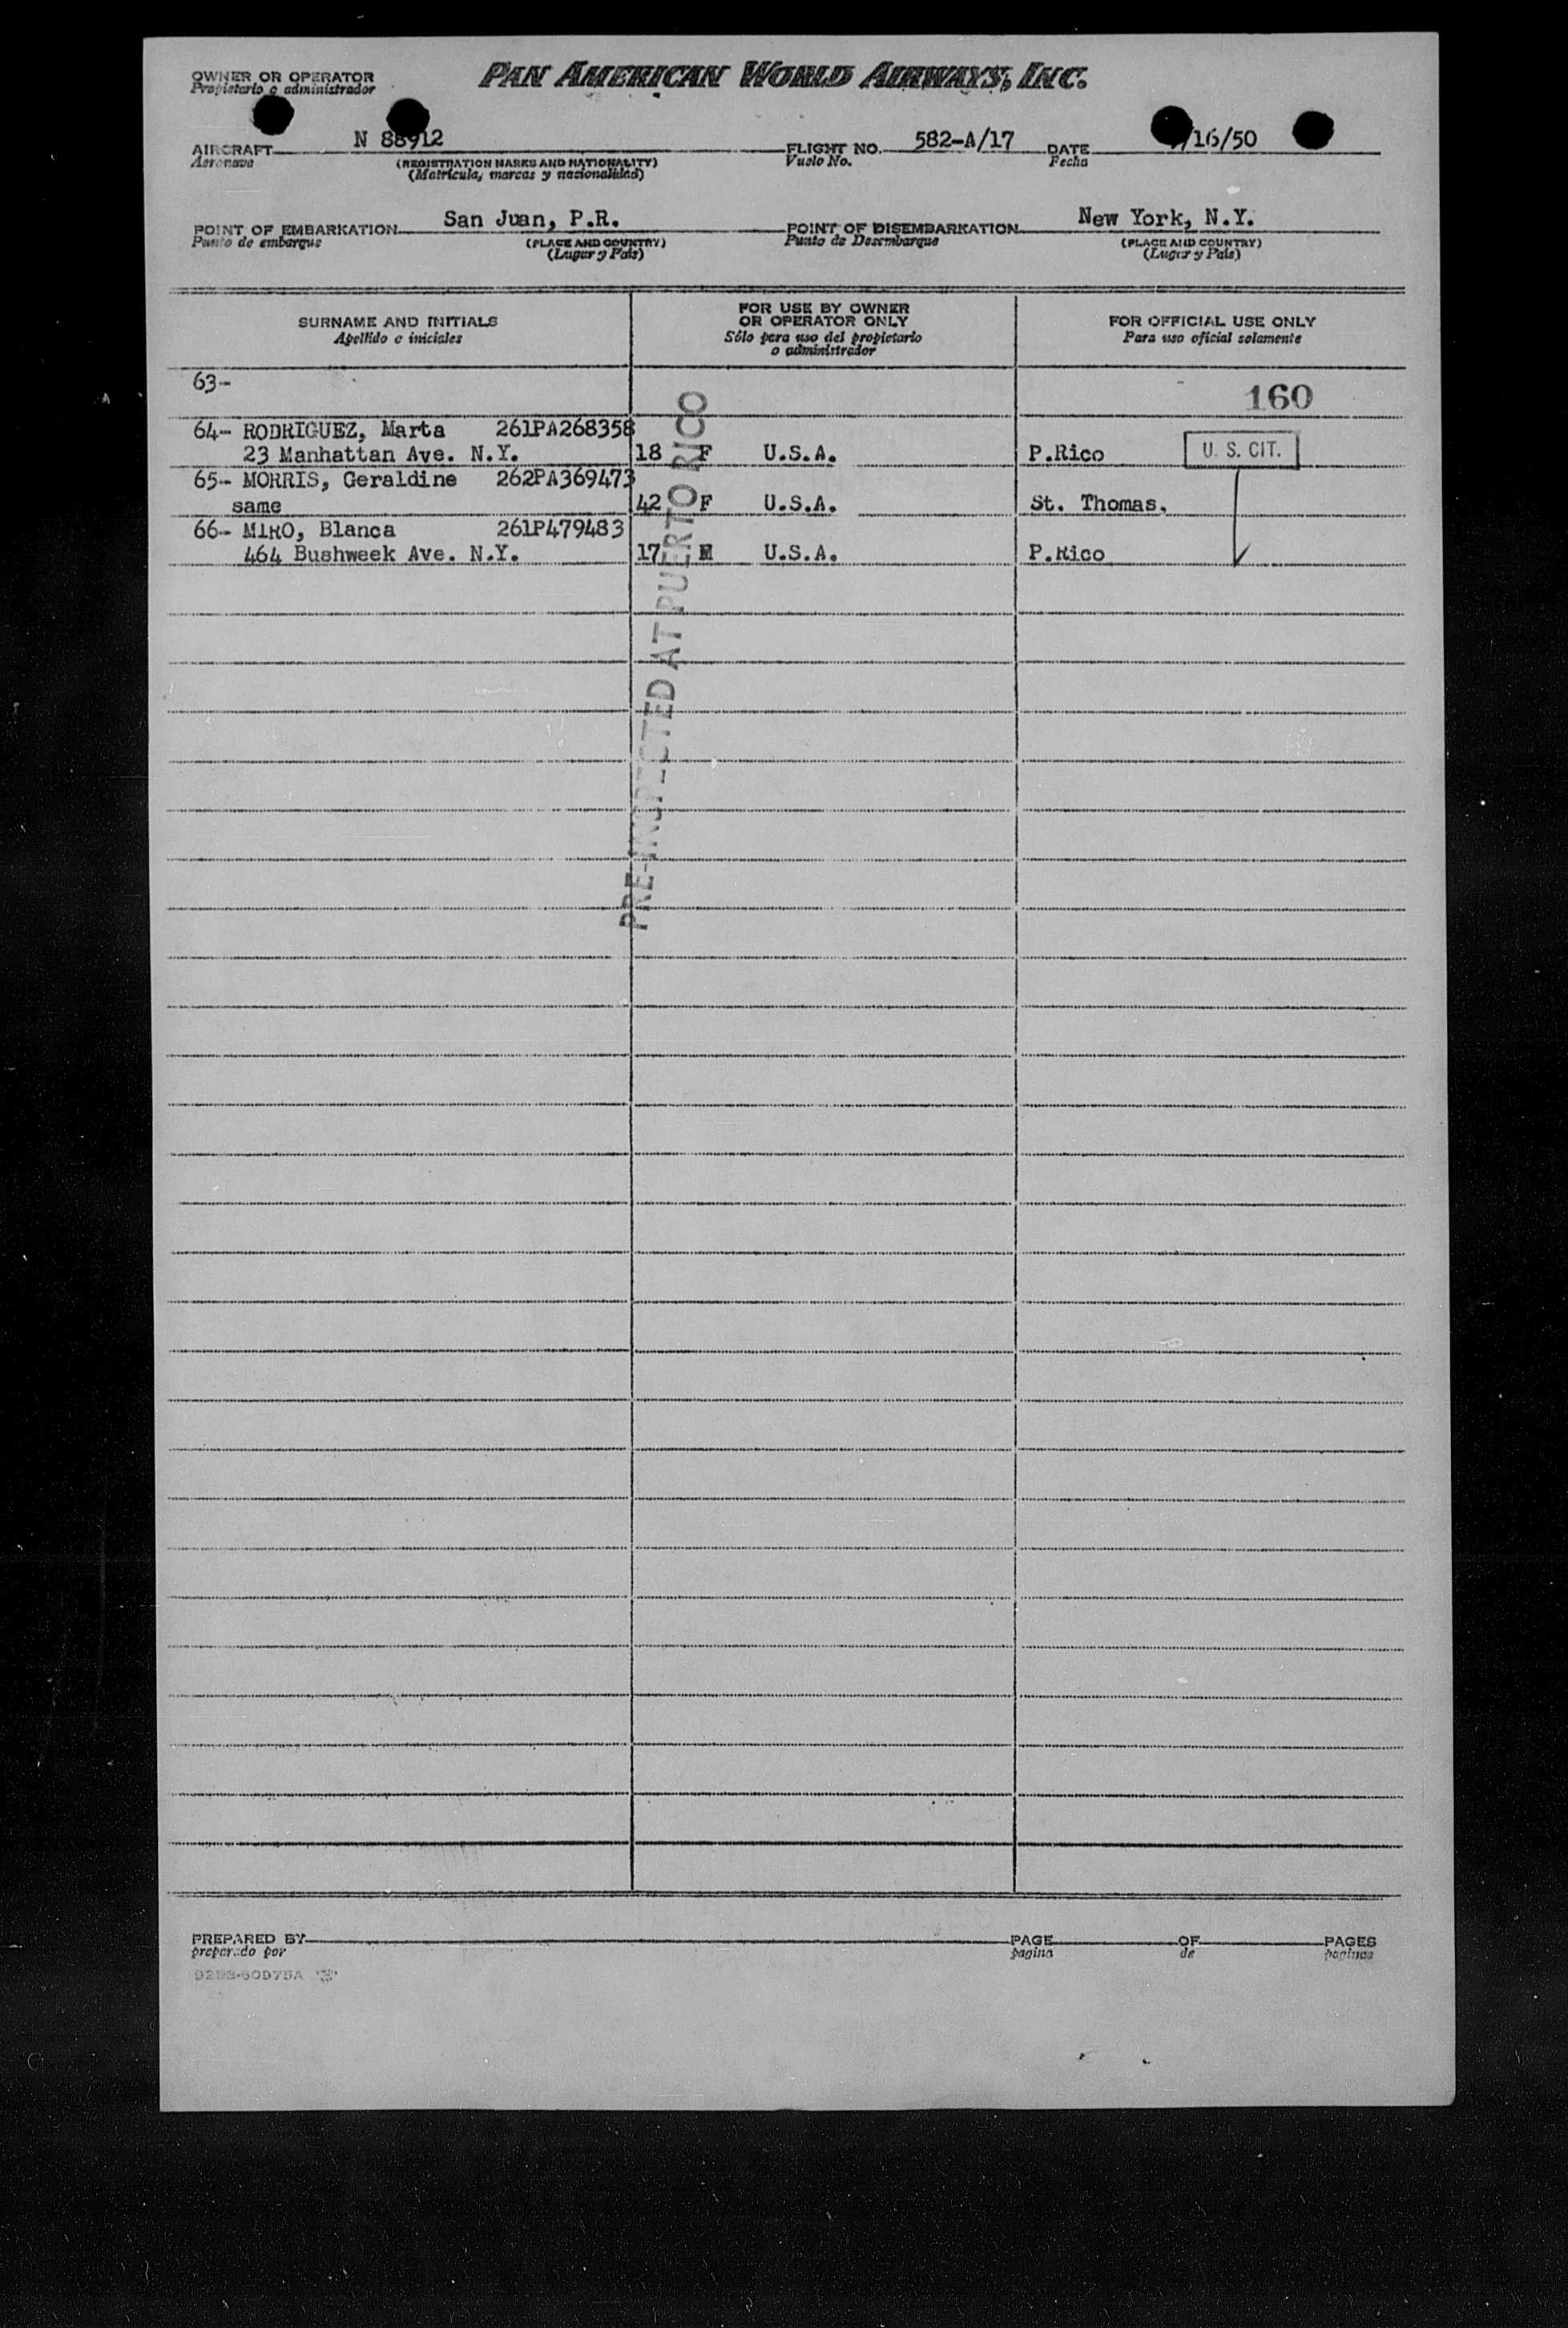 OWNER OR OPERATOR
Propietario o administrador
PAN AMERICAN WORLD AIRWAYS, INC.
AIRCRAFT N 88912 FLIGHT NO. 582-A/17 DATE /16/50
Aeronave (REGISTRATION MARKS AND NATIONALITY) Vuelo No. Fecha
(Matrícula, marcas y nacionalidad)
POINT OF EMBARKATION San Juan, P.R. POINT OF DISEMBARKATION New York, N.Y.
Punto de embarque (PLACE AND COUNTRY) Punto de Desembarque (PLACE AND COUNTRY)
(Lugar y País) (Lugar y País)
SURNAME AND INITIALS
Apellido e iniciales
FOR USE BY OWNER
OR OPERATOR ONLY
Sólo para uso del propietario
o administrador
FOR OFFICIAL USE ONLY
Para uso oficial solamente
63-
160
64- RODRIGUEZ, Marta 261PA268358
23 Manhattan Ave. N.Y. 18 F U.S.A. P.Rico U. S. CIT.
65- MORRIS, Geraldine 262PA369473
same 42 F U.S.A. St. Thomas.
66- MIRO, Blanca 261P479483
464 Bushweek Ave. N.Y. 17 U.S.A. P.Rico
PRE-INSPECTED AT PUERTO RICO
PREPARED BY PAGE OF PAGES
preparado por pagina de paginas